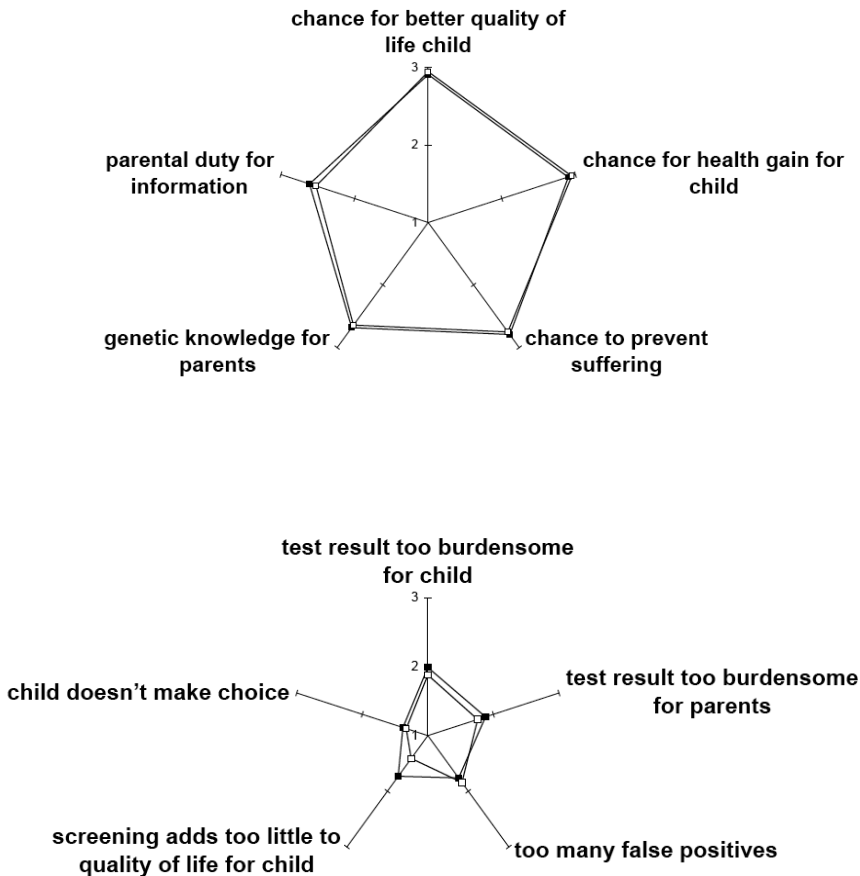 chance for better quality of
life child
3
2
1
parental duty for
information
chance for health gain for
child
genetic knowledge for
parents
chance to prevent
suffering
test result too burdensome
for child
3
2
1
child doesn't make choice
test result too burdensome
for parents
screening adds too little to
quality of life for child
too many false positives